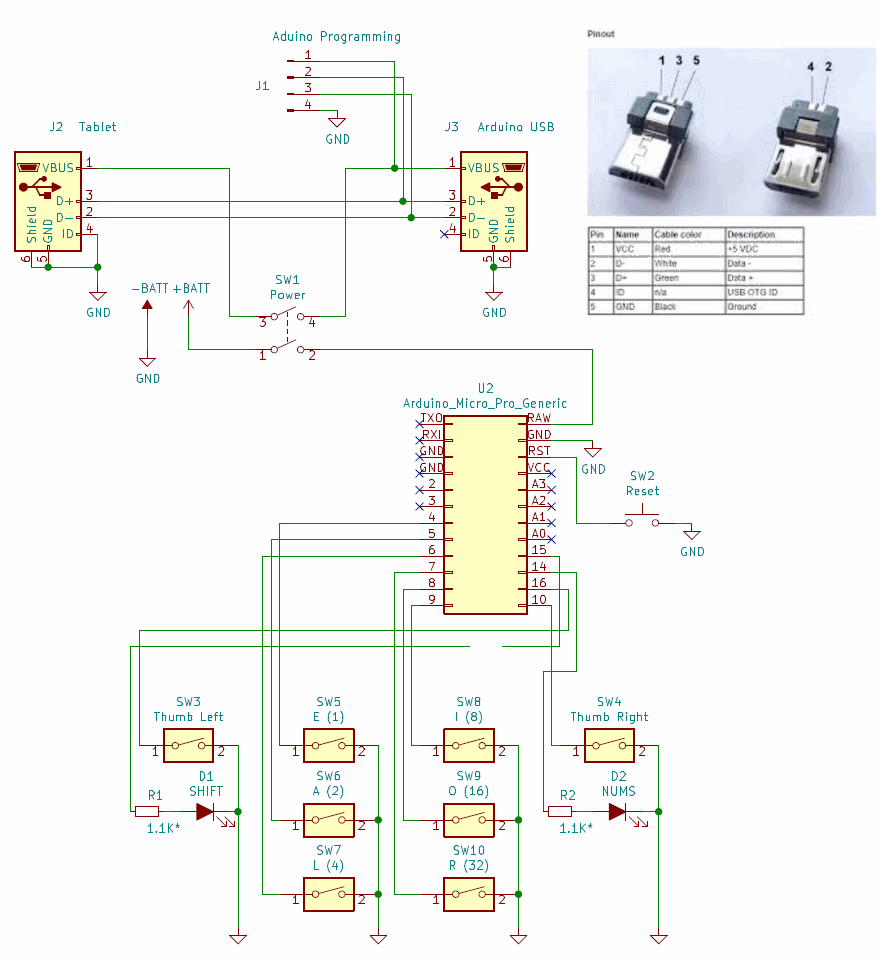 Aduino Programming
J1
1
2
3
4
GND
J2 Tablet
VBUS 1
D+ 3
D- 2
ID 4
Shield
GND
6
5
GND
J3 Arduino USB
1 VBUS
3 D+
2 D-
4 ID
GND
Shield
5
6
GND
Pinout
1 3 5
4 2
Pin Name Cable color Description
1 VCC Red +5 VDC
2 D- White Data -
3 D+ Green Data +
4 ID n/a USB OTG ID
5 GND Black Ground
-BATT +BATT
GND
SW1
Power
3 4
1 2
U2
Arduino_Micro_Pro_Generic
TXO RAW
RXI GND
GND RST
GND VCC
2 A3
3 A2
4 A1
5 A0
6 15
7 14
8 16
9 10
GND
SW2
Reset
GND
SW3
Thumb Left
1 2
D1
SHIFT
R1
1.1K*
SW5
E (1)
1 2
SW6
A (2)
1 2
SW7
L (4)
1 2
SW8
I (8)
1 2
SW9
O (16)
1 2
SW10
R (32)
1 2
SW4
Thumb Right
1 2
D2
NUMS
R2
1.1K*